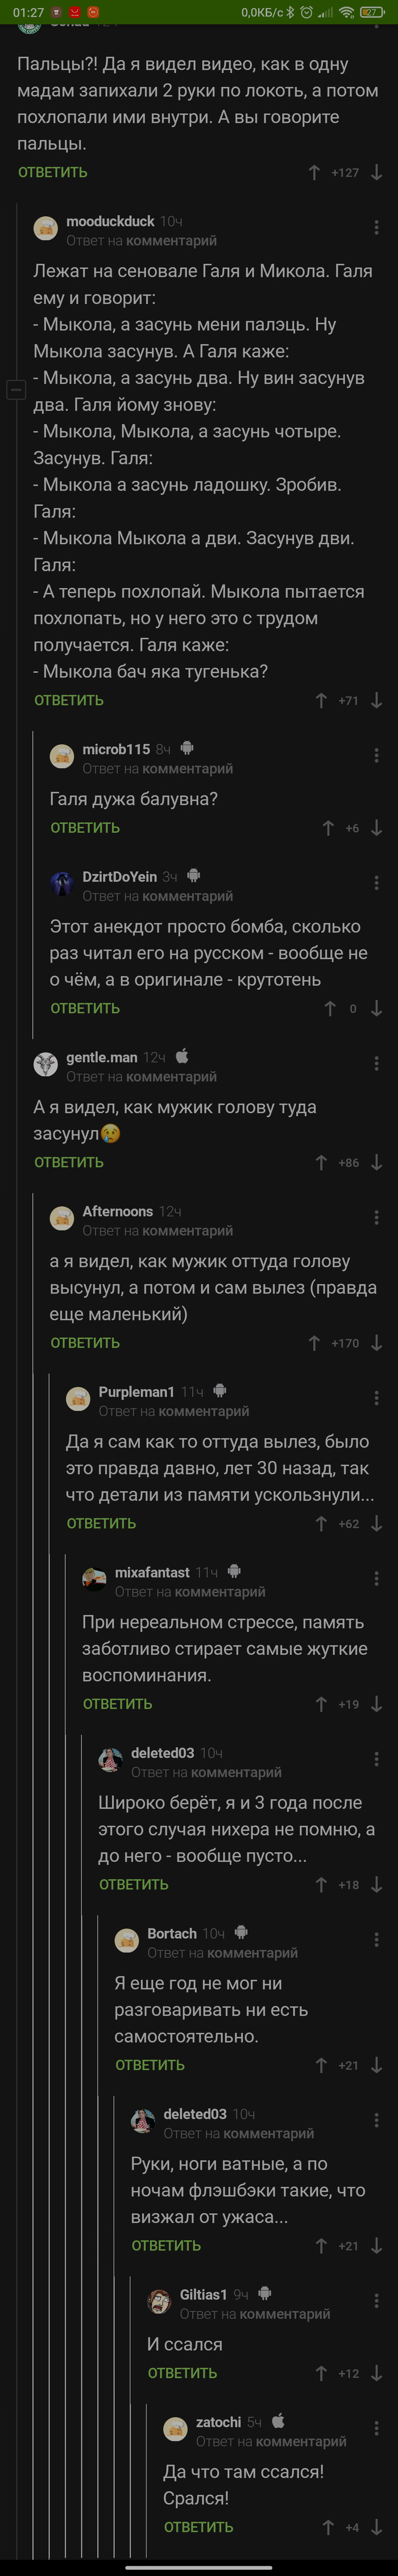 01:27
0,0КБ/с
27
Пальцы?! Да я видел видео, как в одну
мадам запихали 2 руки по локоть, а потом
похлопали ими внутри. А вы говорите
пальцы.
ОТВЕТИТЬ
+127
mooduckduck 10ч
Ответ на комментарий
Лежат на сеновале Галя и Микола. Галя
ему и говорит:
- Мыкола, а засунь мени палэць. Ну
Мыкола засунув. А Галя каже:
- Мыкола, а засунь два. Ну вин засунув
два. Галя йому знову:
- Мыкола, Мыкола, а засунь чотыре.
Засунув. Галя:
- Мыкола а засунь ладошку. Зробив.
Галя:
- Мыкола Мыкола а дви. Засунув дви.
Галя:
- А теперь похлопай. Мыкола пытается
похлопать, но у него это с трудом
получается. Галя каже:
- Мыкола бач яка тугенька?
ОТВЕТИТЬ
+71
microb115 8ч
Ответ на комментарий
Галя дужа балувна?
ОТВЕТИТЬ
+6
DzirtDoYein 3ч
Ответ на комментарий
Этот анекдот просто бомба, сколько
раз читал его на русском - вообще не
о чём, а в оригинале - крутотень
ОТВЕТИТЬ
0
gentle.man 12ч
Ответ на комментарий
А я видел, как мужик голову туда
засунул😢
ОТВЕТИТЬ
+86
Afternoons 12ч
Ответ на комментарий
а я видел, как мужик оттуда голову
высунул, а потом и сам вылез (правда
еще маленький)
ОТВЕТИТЬ
+170
Purpleman1 11ч
Ответ на комментарий
Да я сам как то оттуда вылез, было
это правда давно, лет 30 назад, так
что детали из памяти ускользнули...
ОТВЕТИТЬ
+62
mixafantast 11ч
Ответ на комментарий
При нереальном стрессе, память
заботливо стирает самые жуткие
воспоминания.
ОТВЕТИТЬ
+19
deleted03 10ч
Ответ на комментарий
Широко берёт, я и 3 года после
этого случая нихера не помню, а
до него - вообще пусто...
ОТВЕТИТЬ
+18
Bortach 10ч
Ответ на комментарий
Я еще год не мог ни
разговаривать ни есть
самостоятельно.
ОТВЕТИТЬ
+21
deleted03 10ч
Ответ на комментарий
Руки, ноги ватные, а по
ночам флэшбэки такие, что
визжал от ужаса...
ОТВЕТИТЬ
+21
Giltias1 9ч
Ответ на комментарий
И ссался
ОТВЕТИТЬ
+12
zatochi 5ч
Ответ на комментарий
Да что там ссался!
Срался!
ОТВЕТИТЬ
+4